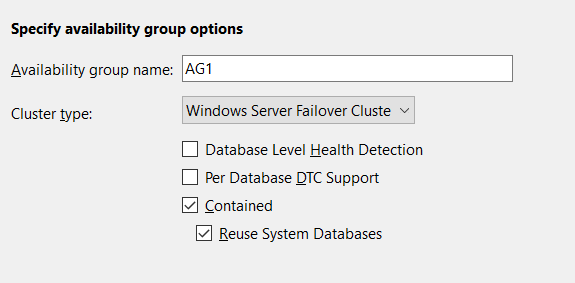 Specify availability group options
Availability group name: AG1
Cluster type: Windows Server Failover Cluste
Database Level Health Detection
Per Database DTC Support
Contained
Reuse System Databases